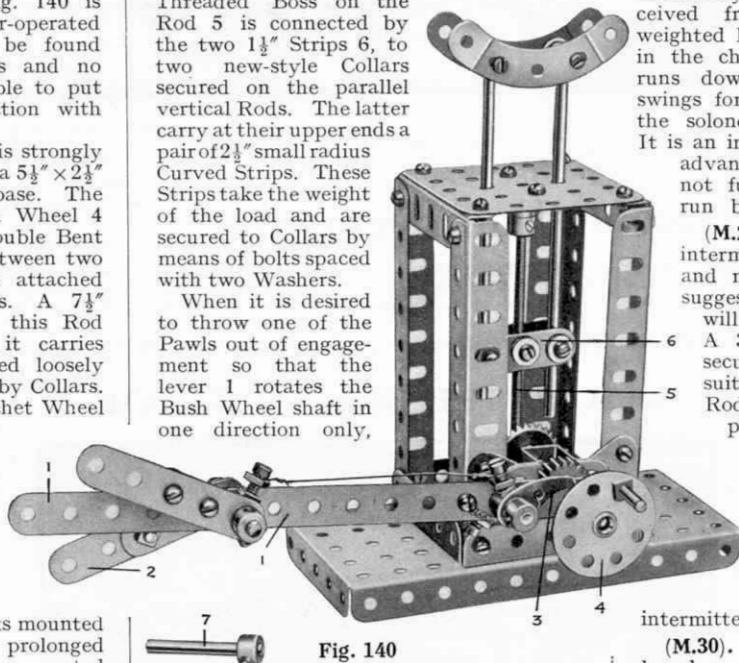 g. 140 is
r-operated
be found
s and no
ble to put
ction with
is strongly
a 5½″ × 2½″
base. The
Wheel 4
ouble Bent
tween two
attached
s. A 7½″
this Rod
it carries
ed loosely
by Collars.
het Wheel
ks mounted
prolonged
Threaded Boss on the
Rod 5 is connected by
the two 1½″ Strips 6, to
two new-style Collars
secured on the parallel
vertical Rods. The latter
carry at their upper ends a
pair of 2½″ small radius
Curved Strips. These
Strips take the weight
of the load and are
secured to Collars by
means of bolts spaced
with two Washers.
When it is desired
to throw one of the
Pawls out of engage-
ment so that the
lever 1 rotates the
Bush Wheel shaft in
one direction only,
6
5
1
2
1
3
4
7
Fig. 140
ceived fr
weighted
in the ch
runs dow
swings for
the solen
It is an in
advan
not fu
run b
(M.2
interm
and m
sugges
will
A 3
secu
suit
Rod
p
intermitte
(M.30).